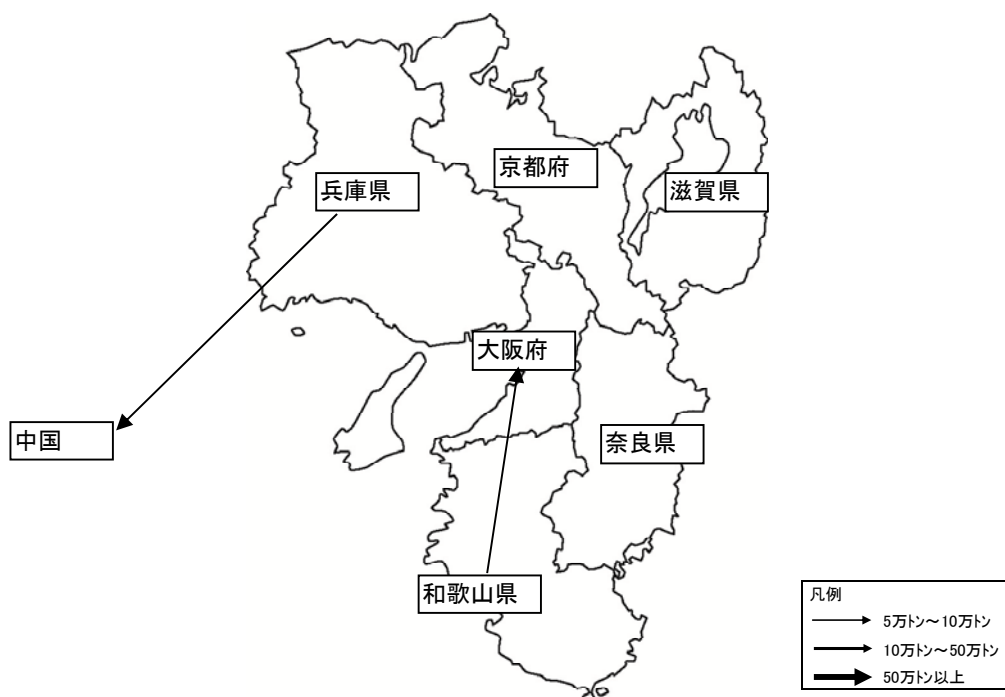 京都府
兵庫県
滋賀県
大阪府
中国
奈良県
和歌山県
凡例
5万トン～10万トン
10万トン～50万トン
50万トン以上